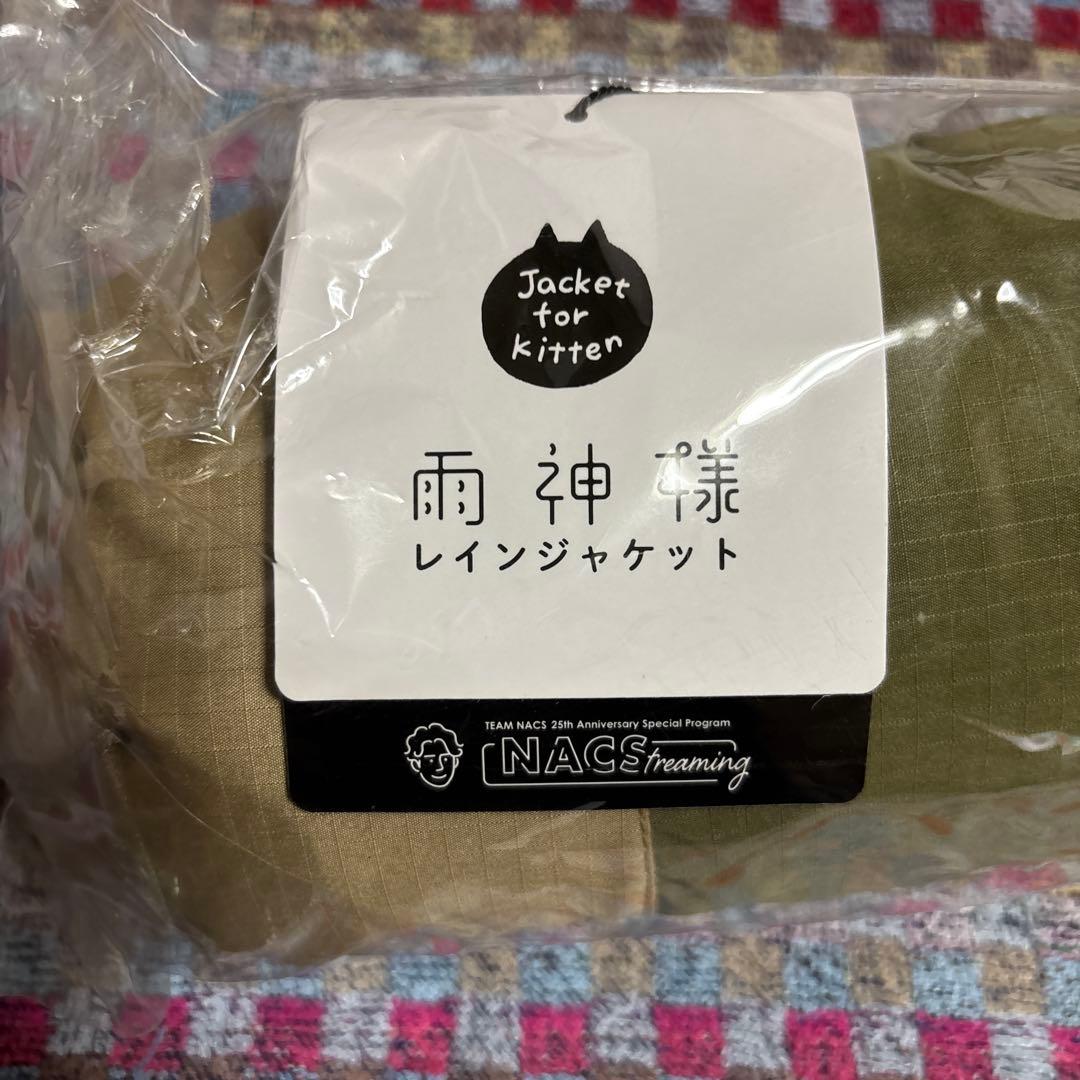 Jacket
for
kitten
雨神様
レインジャケット
TEAM NACS 25th Anniversary Special Program
NACStreaming